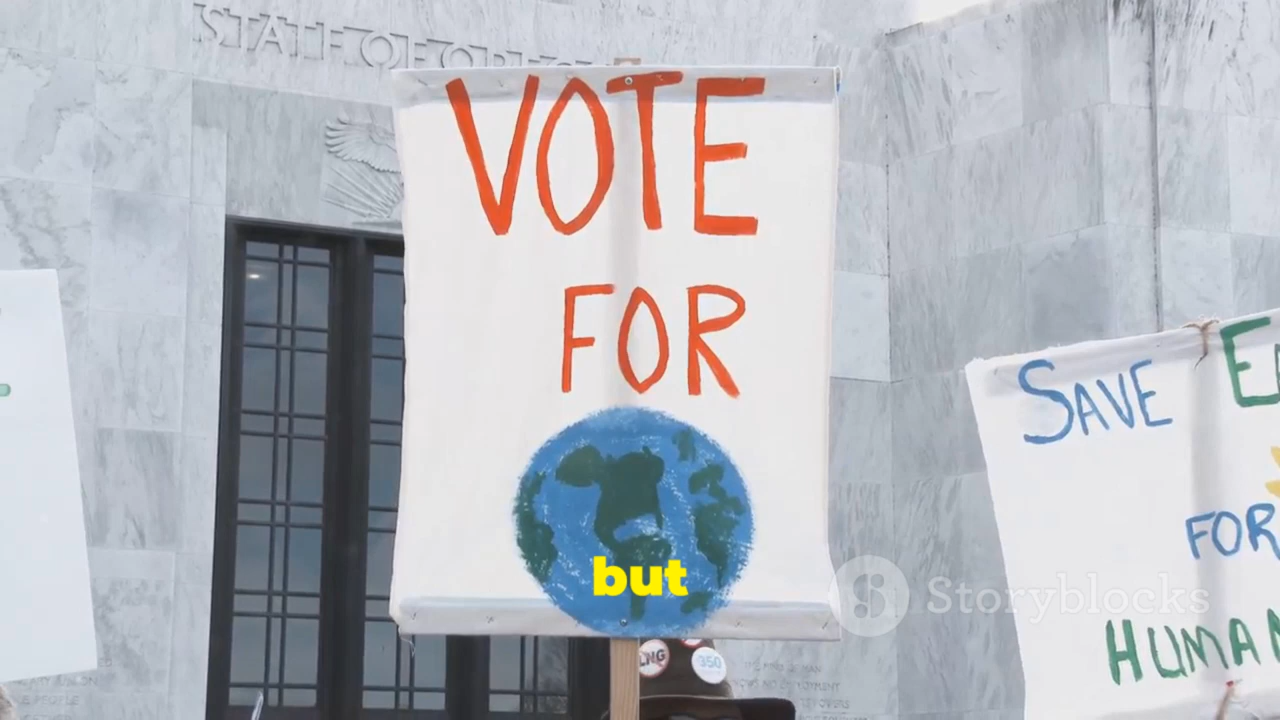 STATE OF
VOTE
FOR
but
Storyblocks
SAVE
FOR
HUMAN
LNG
350